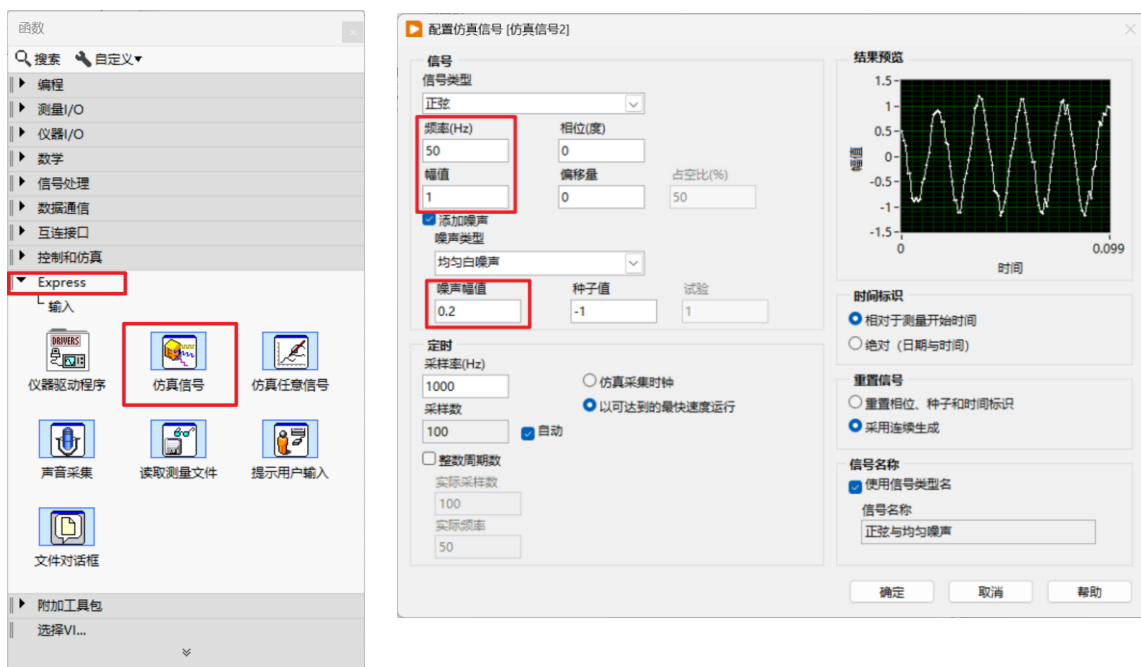 函数
搜索 自定义▼
编程
测量I/O
仪器I/O
数学
信号处理
数据通信
互连接口
控制和仿真
Express
输入
DRIVERS
仪器驱动程序 仿真信号 仿真任意信号
声音采集 读取测量文件 提示用户输入
文件对话框
附加工具包
选择VI...
配置仿真信号 [仿真信号2]
信号
信号类型
正弦
频率(Hz) 相位(度)
50 0
幅值 偏移量 占空比(%)
1 0 50
添加噪声
噪声类型
均匀白噪声
噪声幅值 种子值 试验
0.2 -1 1
定时
采样率(Hz)
1000 仿真采集时钟
采样数 以可达到的最快速度运行
100 自动
整数周期数
实际采样数
100
实际频率
50
结果预览
1.5
1
0.5
0
-0.5
-1
-1.5
幅值
0 0.099
时间
时间标识
相对于测量开始时间
绝对（日期与时间）
重置信号
重置相位、种子和时间标识
采用连续生成
信号名称
使用信号类型名
信号名称
正弦与均匀噪声
确定 取消 帮助